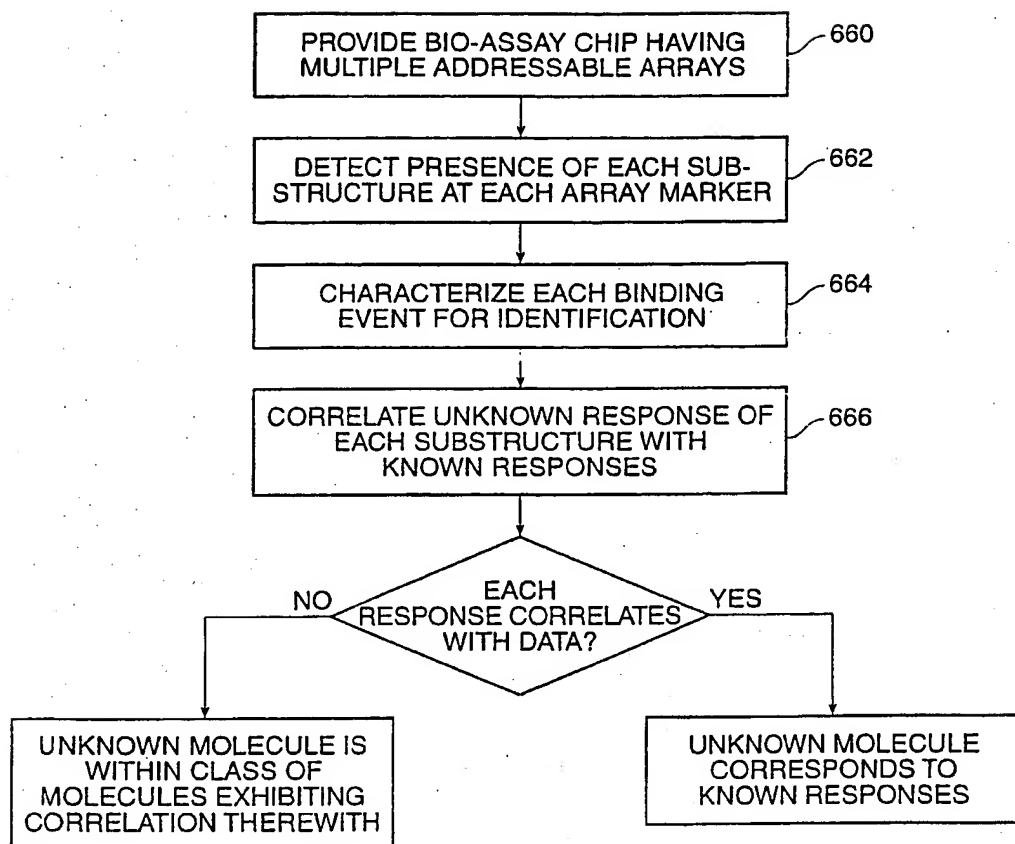 PROVIDE BIO-ASSAY CHIP HAVING
MULTIPLE ADDRESSABLE ARRAYS
660
DETECT PRESENCE OF EACH SUB-
STRUCTURE AT EACH ARRAY MARKER
662
CHARACTERIZE EACH BINDING
EVENT FOR IDENTIFICATION
664
CORRELATE UNKNOWN RESPONSE OF
EACH SUBSTRUCTURE WITH
KNOWN RESPONSES
666
EACH
RESPONSE CORRELATES
WITH DATA?
NO
YES
UNKNOWN MOLECULE IS
WITHIN CLASS OF
MOLECULES EXHIBITING
CORRELATION THEREWITH
UNKNOWN MOLECULE
CORRESPONDS TO
KNOWN RESPONSES